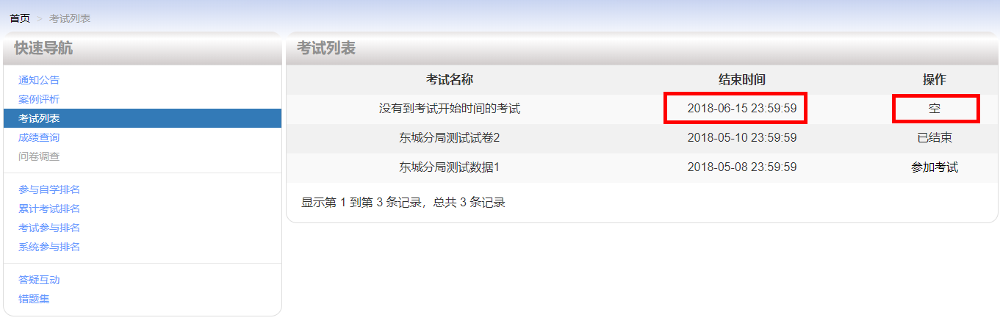 首页 > 考试列表
快速导航
通知公告
案例评析
考试列表
成绩查询
问卷调查
参与自学排名
累计考试排名
考试参与排名
系统参与排名
答疑互动
错题集
考试列表
考试名称 结束时间 操作
没有到考试开始时间的考试 2018-06-15 23:59:59 空
东城分局测试试卷2 2018-05-10 23:59:59 已结束
东城分局测试数据1 2018-05-08 23:59:59 参加考试
显示第 1 到第 3 条记录，总共 3 条记录